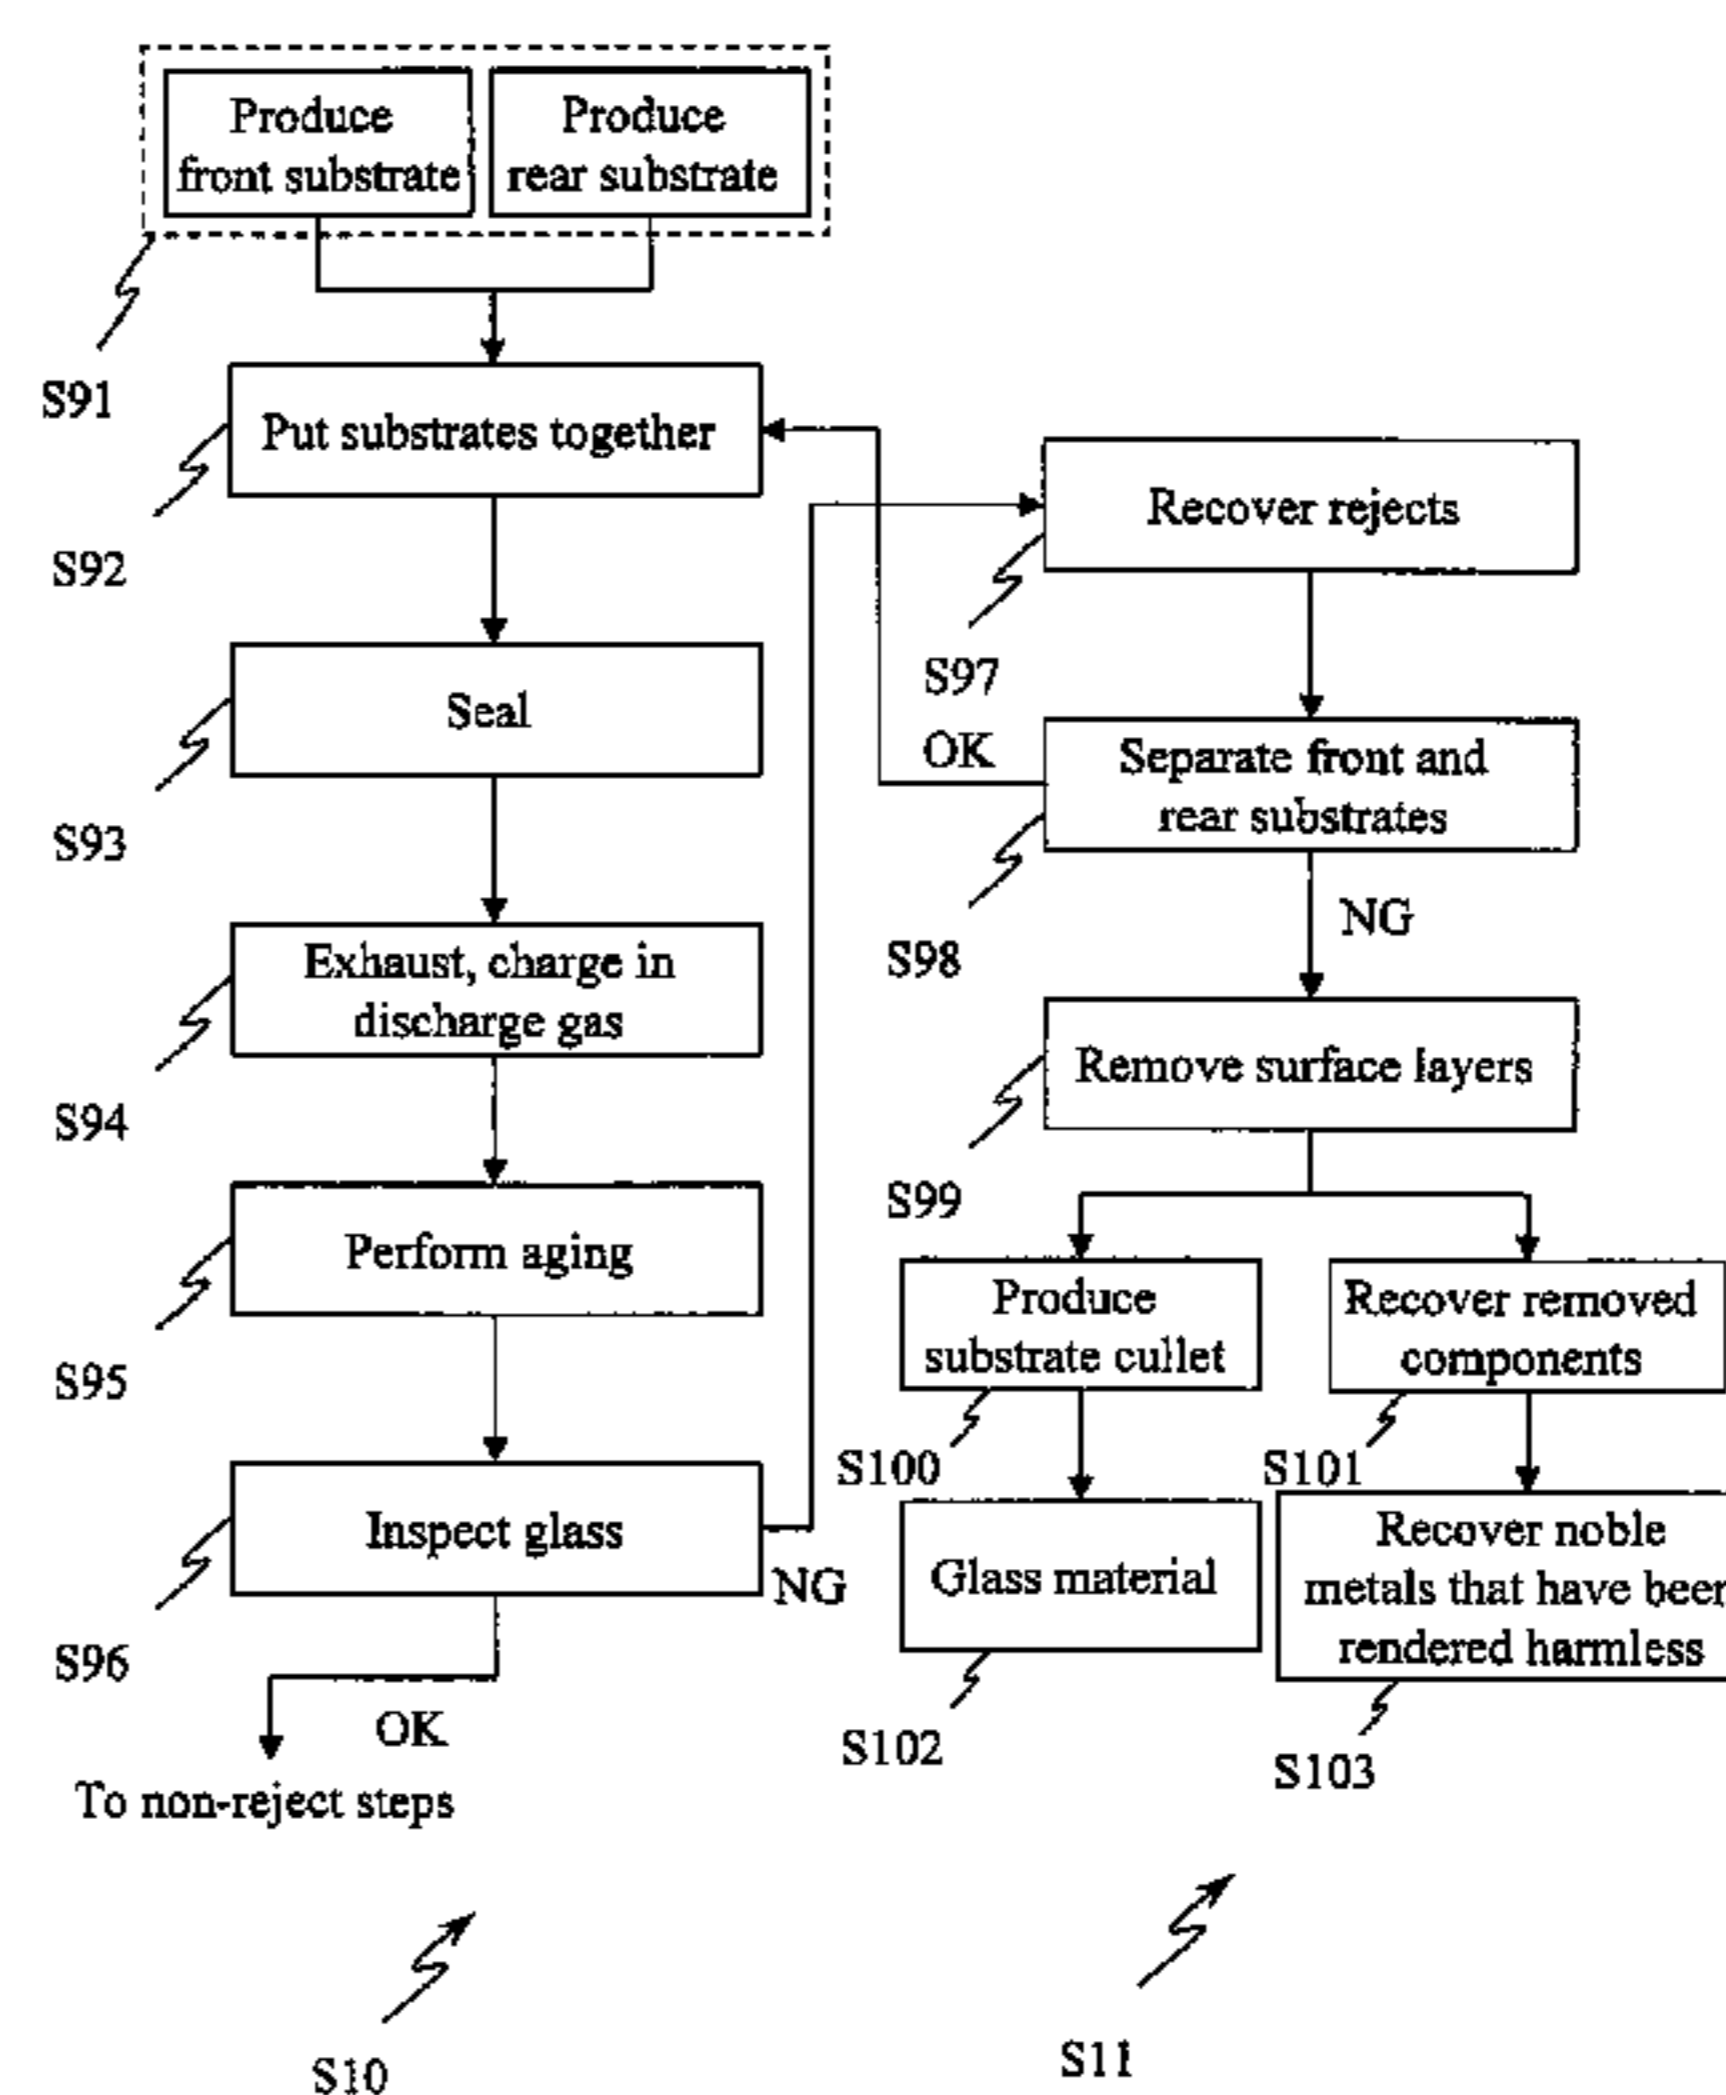 Produce
front substrate
Produce
rear substrate
S91
Put substrates together
S92
Seal
S93
Exhaust, charge in
discharge gas
S94
Perform aging
S95
Inspect glass
S96
NG
OK
To non-reject steps
S10
Recover rejects
S97
OK
Separate front and
rear substrates
S98
NG
Remove surface layers
S99
Produce
substrate cullet
S100
Recover removed
components
S101
Glass material
S102
Recover noble
metals that have been
rendered harmless
S103
S11